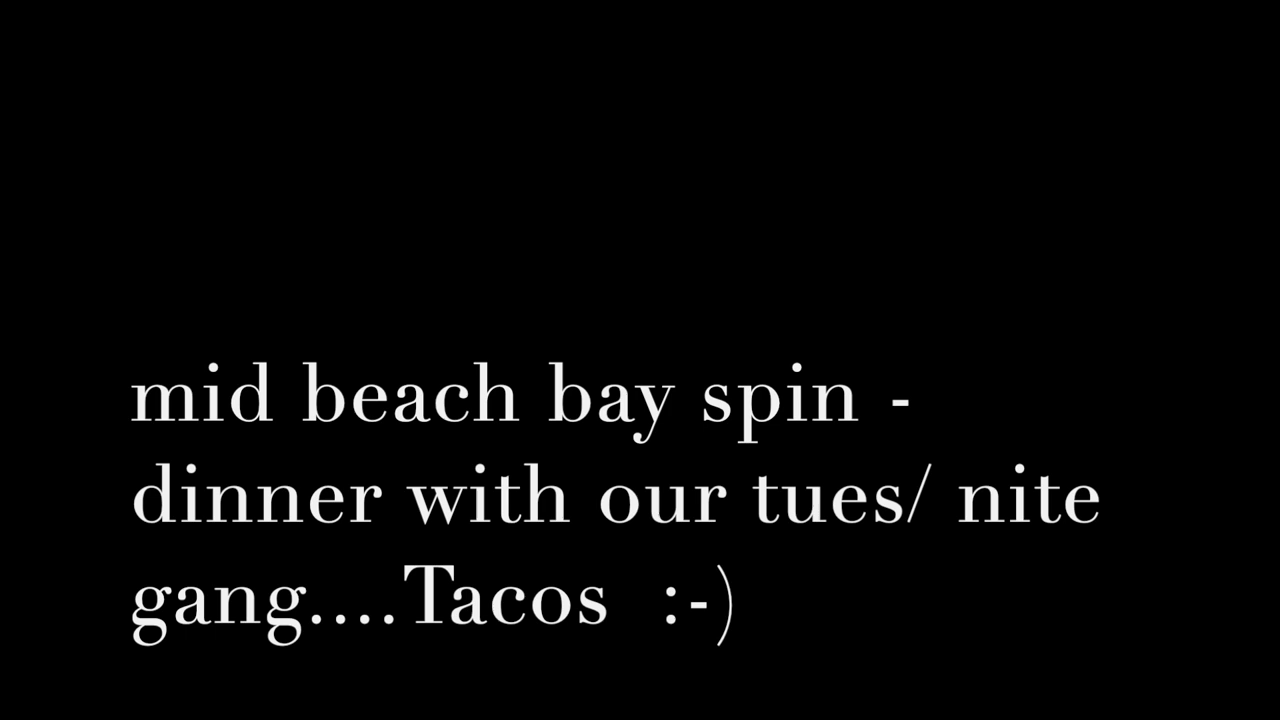 mid beach bay spin -
dinner with our tues/ nite
gang....Tacos  :-)